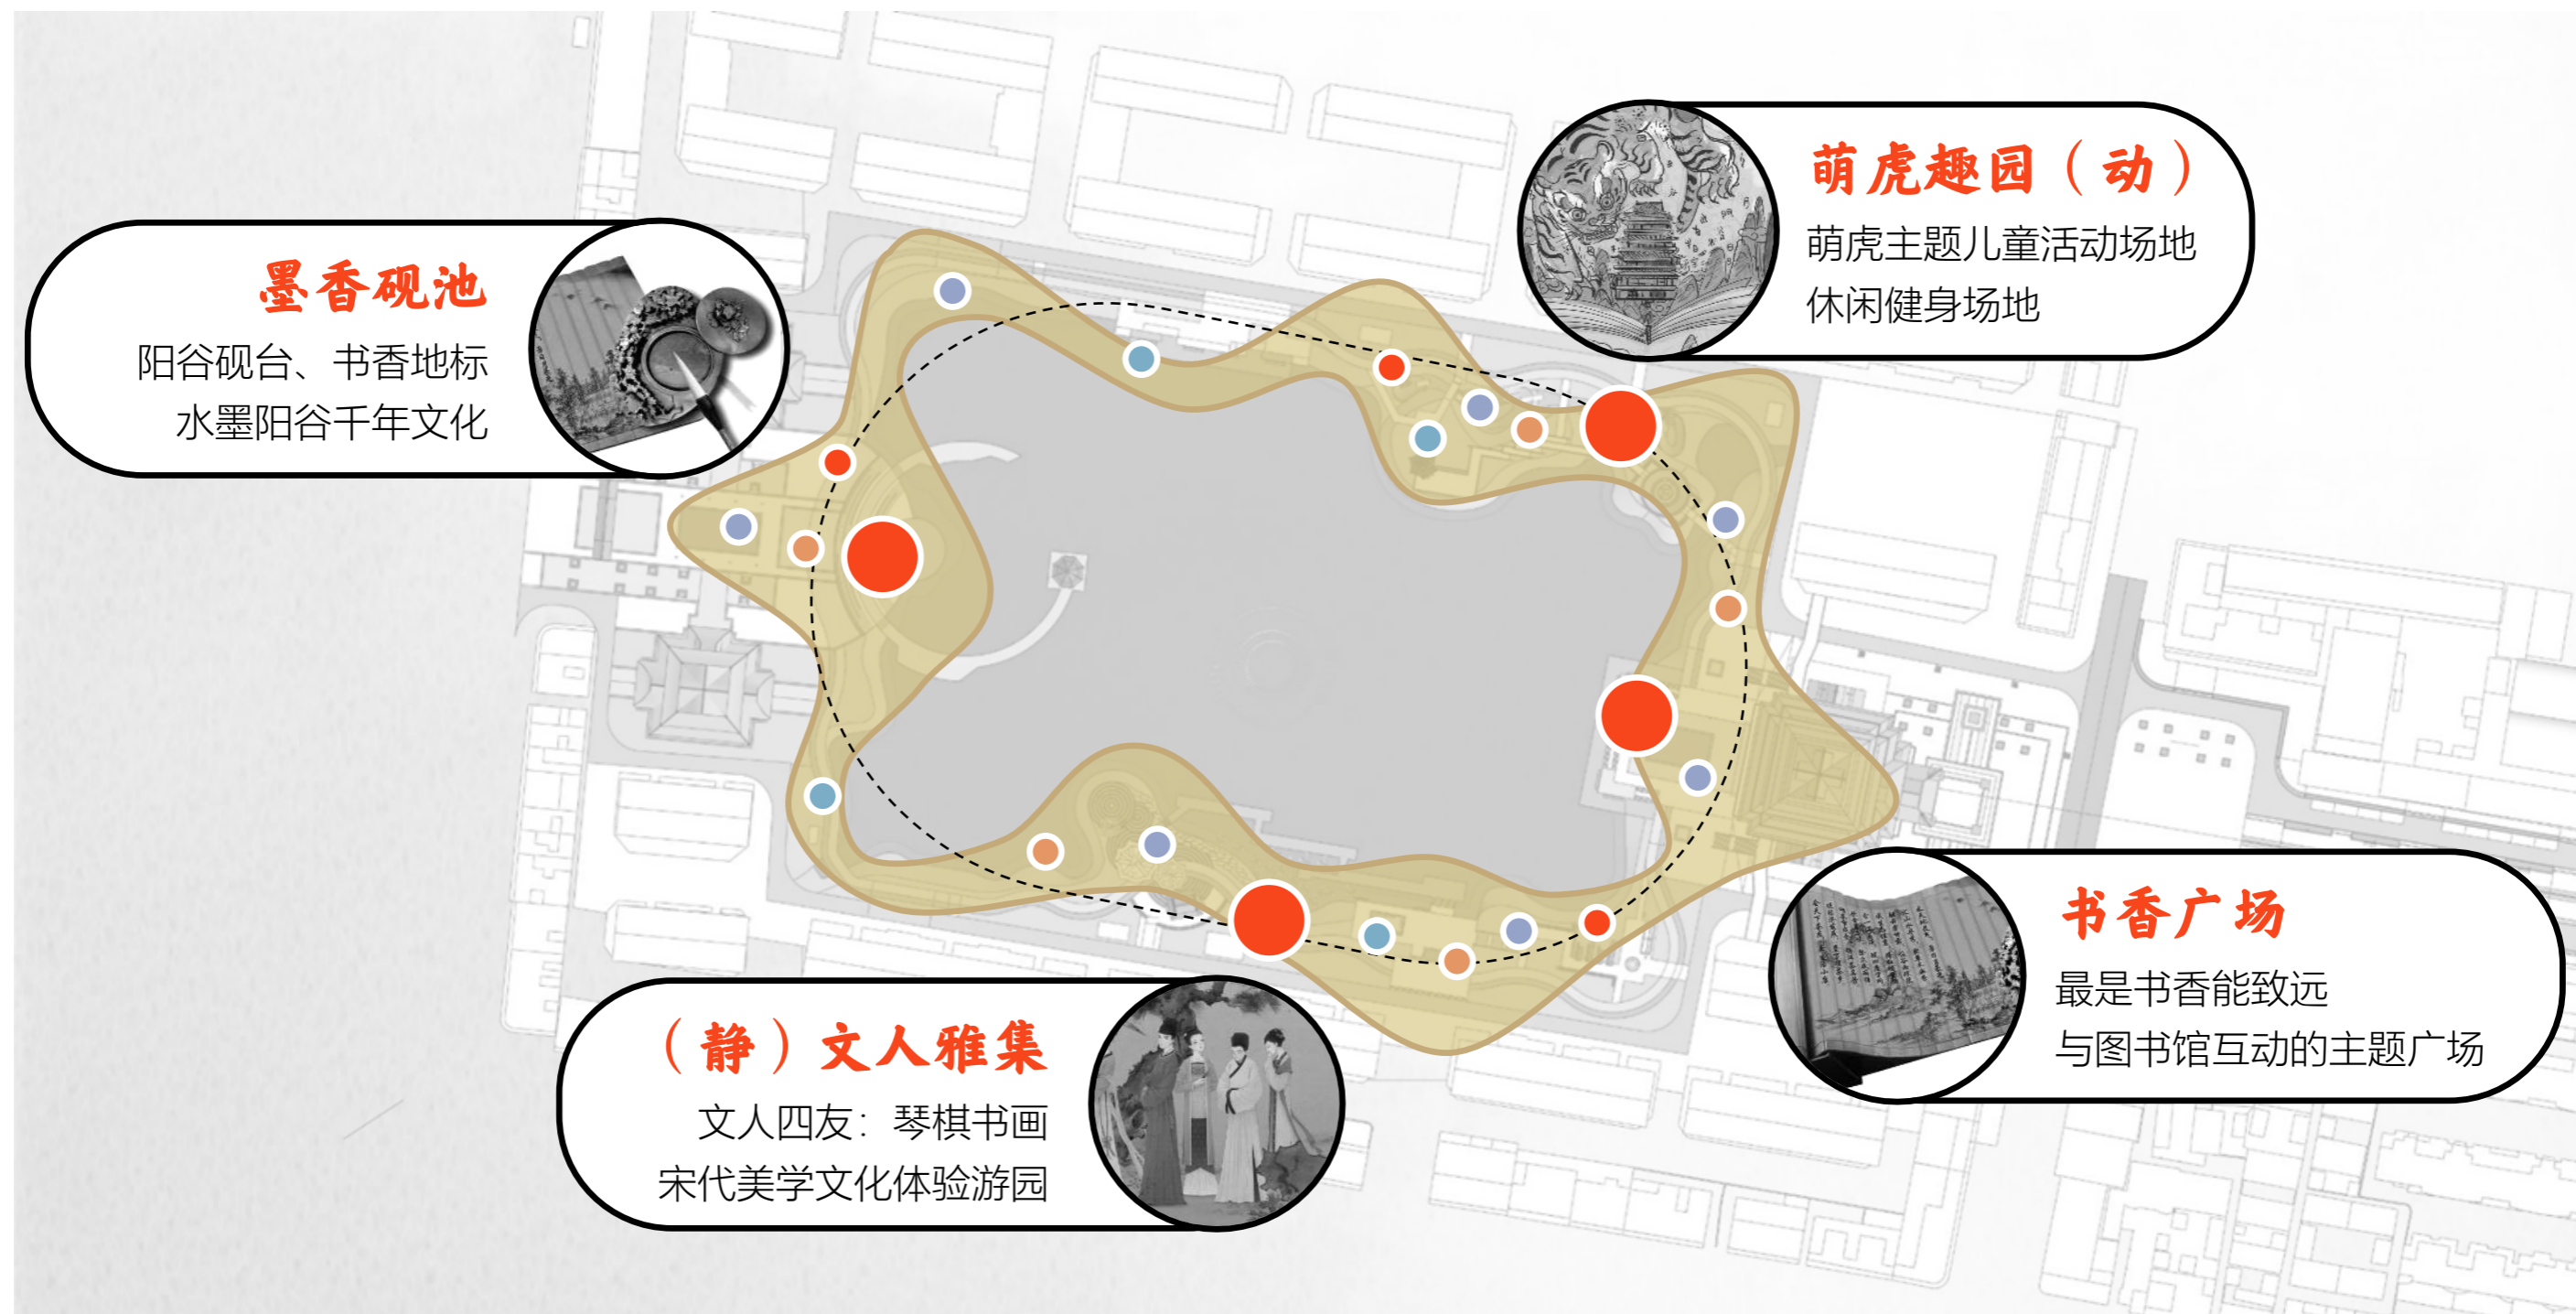 墨香砚池
阳谷砚台、书香地标
水墨阳谷千年文化
萌虎趣园（动）
萌虎主题儿童活动场地
休闲健身场地
（静）文人雅集
文人四友：琴棋书画
宋代美学文化体验游园
书香广场
最是书香能致远
与图书馆互动的主题广场